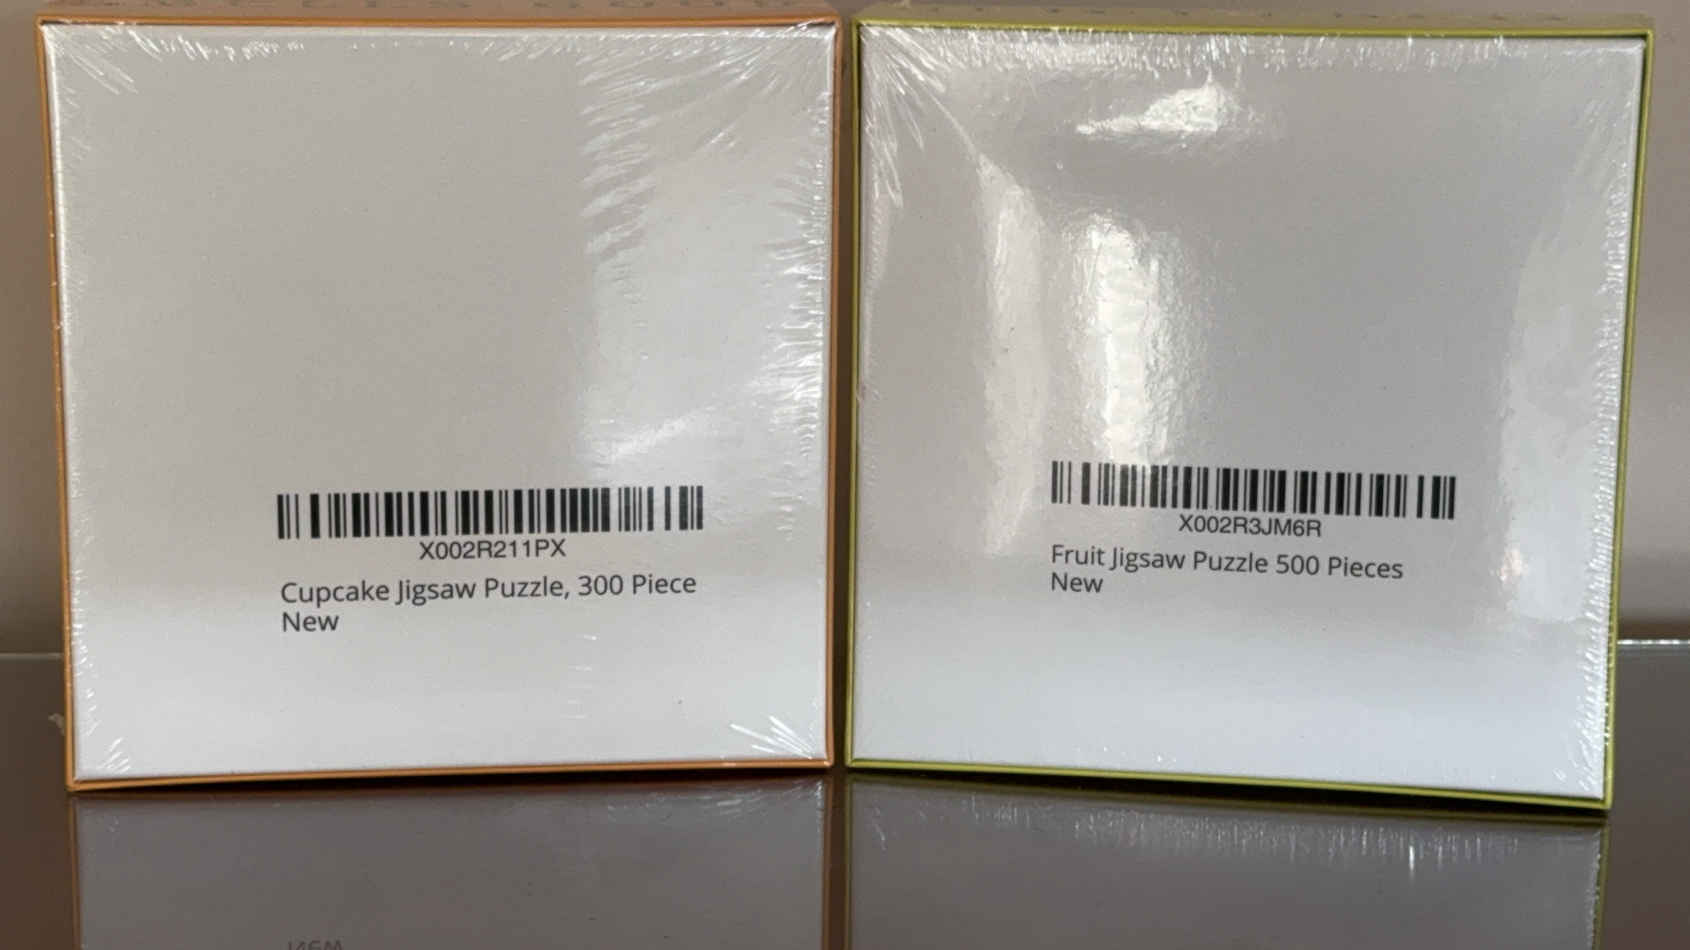 X002R211PX
Cupcake Jigsaw Puzzle, 300 Piece
New
X002R3JM6R
Fruit Jigsaw Puzzle 500 Pieces
New